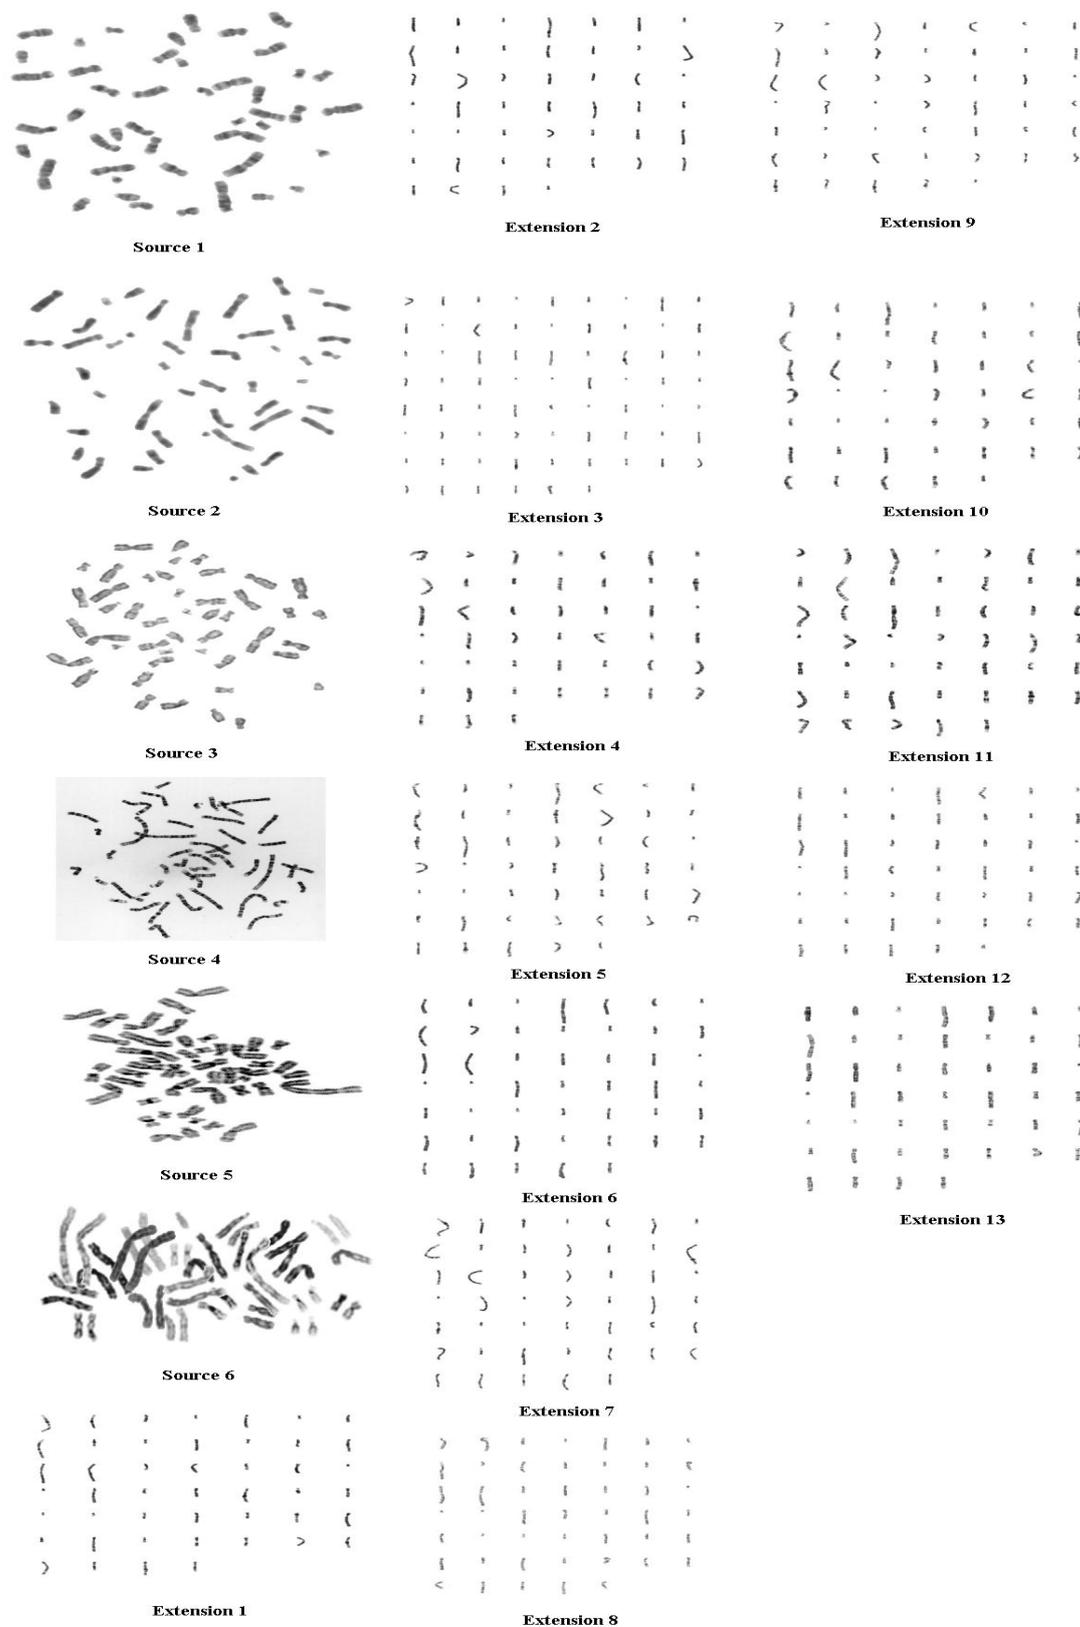 Source 1
Extension 2
Extension 9
Source 2
Extension 3
Extension 10
Source 3
Extension 4
Extension 11
Source 4
Extension 5
Extension 12
Source 5
Extension 6
Extension 13
Source 6
Extension 7
Extension 1
Extension 8